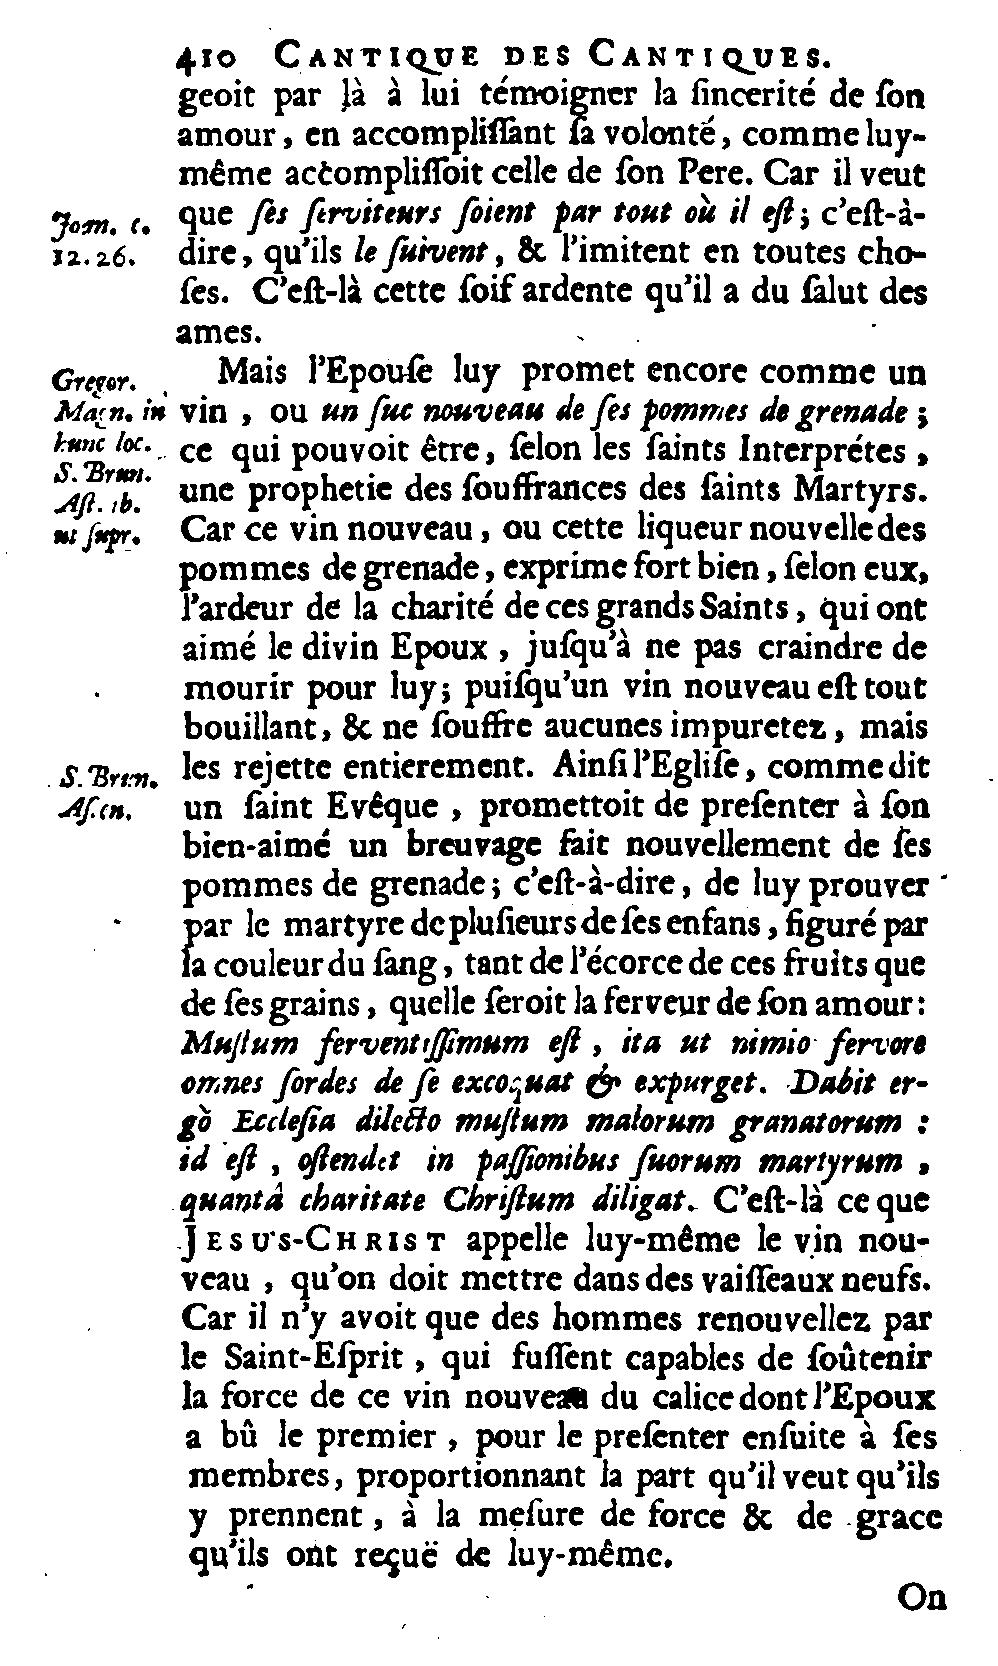 410 CANTIQUE DES CANTIQUES.
geoit par là à lui témoigner la ſincerité de ſon
amour, en accompliſſant ſa volonté, comme luy-
même accompliſſoit celle de ſon Pere. Car il veut
que ſes ſerviteurs ſoient par tout où il eſt; c'eſt-à-
Joan. c.
12.26.
dire, qu'ils le ſuivent, & l'imitent en toutes cho-
ſes. C'eſt-là cette ſoif ardente qu'il a du ſalut des
ames.
Mais l'Epouſe luy promet encore comme un
Gregor.
Magn. in
hunc loc.
S. Brun.
Aſt. ib.
ut ſupr.
vin, ou un ſuc nouveau de ſes pommes de grenade;
ce qui pouvoit être, ſelon les ſaints Interprétes,
une prophetie des ſouffrances des ſaints Martyrs.
Car ce vin nouveau, ou cette liqueur nouvelle des
pommes de grenade, exprime fort bien, ſelon eux,
l'ardeur de la charité de ces grands Saints, qui ont
aimé le divin Epoux, juſqu'à ne pas craindre de
mourir pour luy; puiſqu'un vin nouveau eſt tout
bouillant, & ne ſouffre aucunes impuretez, mais
les rejette entierement. Ainſi l'Egliſe, comme dit
S. Brun.
Aſten.
un ſaint Evêque, promettoit de preſenter à ſon
bien-aimé un breuvage fait nouvellement de ſes
pommes de grenade; c'eſt-à-dire, de luy prouver
par le martyre de pluſieurs de ſes enfans, figuré par
la couleur du ſang, tant de l'écorce de ces fruits que
de ſes grains, quelle ſeroit la ferveur de ſon amour:
Muſtum ferventiſſimum eſt, ita ut nimio fervore
omnes ſordes de ſe excoquat & expurget. Dabit er-
gò Eccleſia dilecto muſtum malorum granatorum:
id eſt, oſtendet in paſſionibus ſuorum martyrum,
quantâ charitate Chriſtum diligat. C'eſt-là ce que
JESUS-CHRIST appelle luy-même le vin nou-
veau, qu'on doit mettre dans des vaiſſeaux neufs.
Car il n'y avoit que des hommes renouvellez par
le Saint-Eſprit, qui fuſſent capables de ſoûtenir
la force de ce vin nouveau du calice dont l'Epoux
a bû le premier, pour le preſenter enſuite à ſes
membres, proportionnant la part qu'il veut qu'ils
y prennent, à la meſure de force & de grace
qu'ils ont reçuë de luy-même.
On